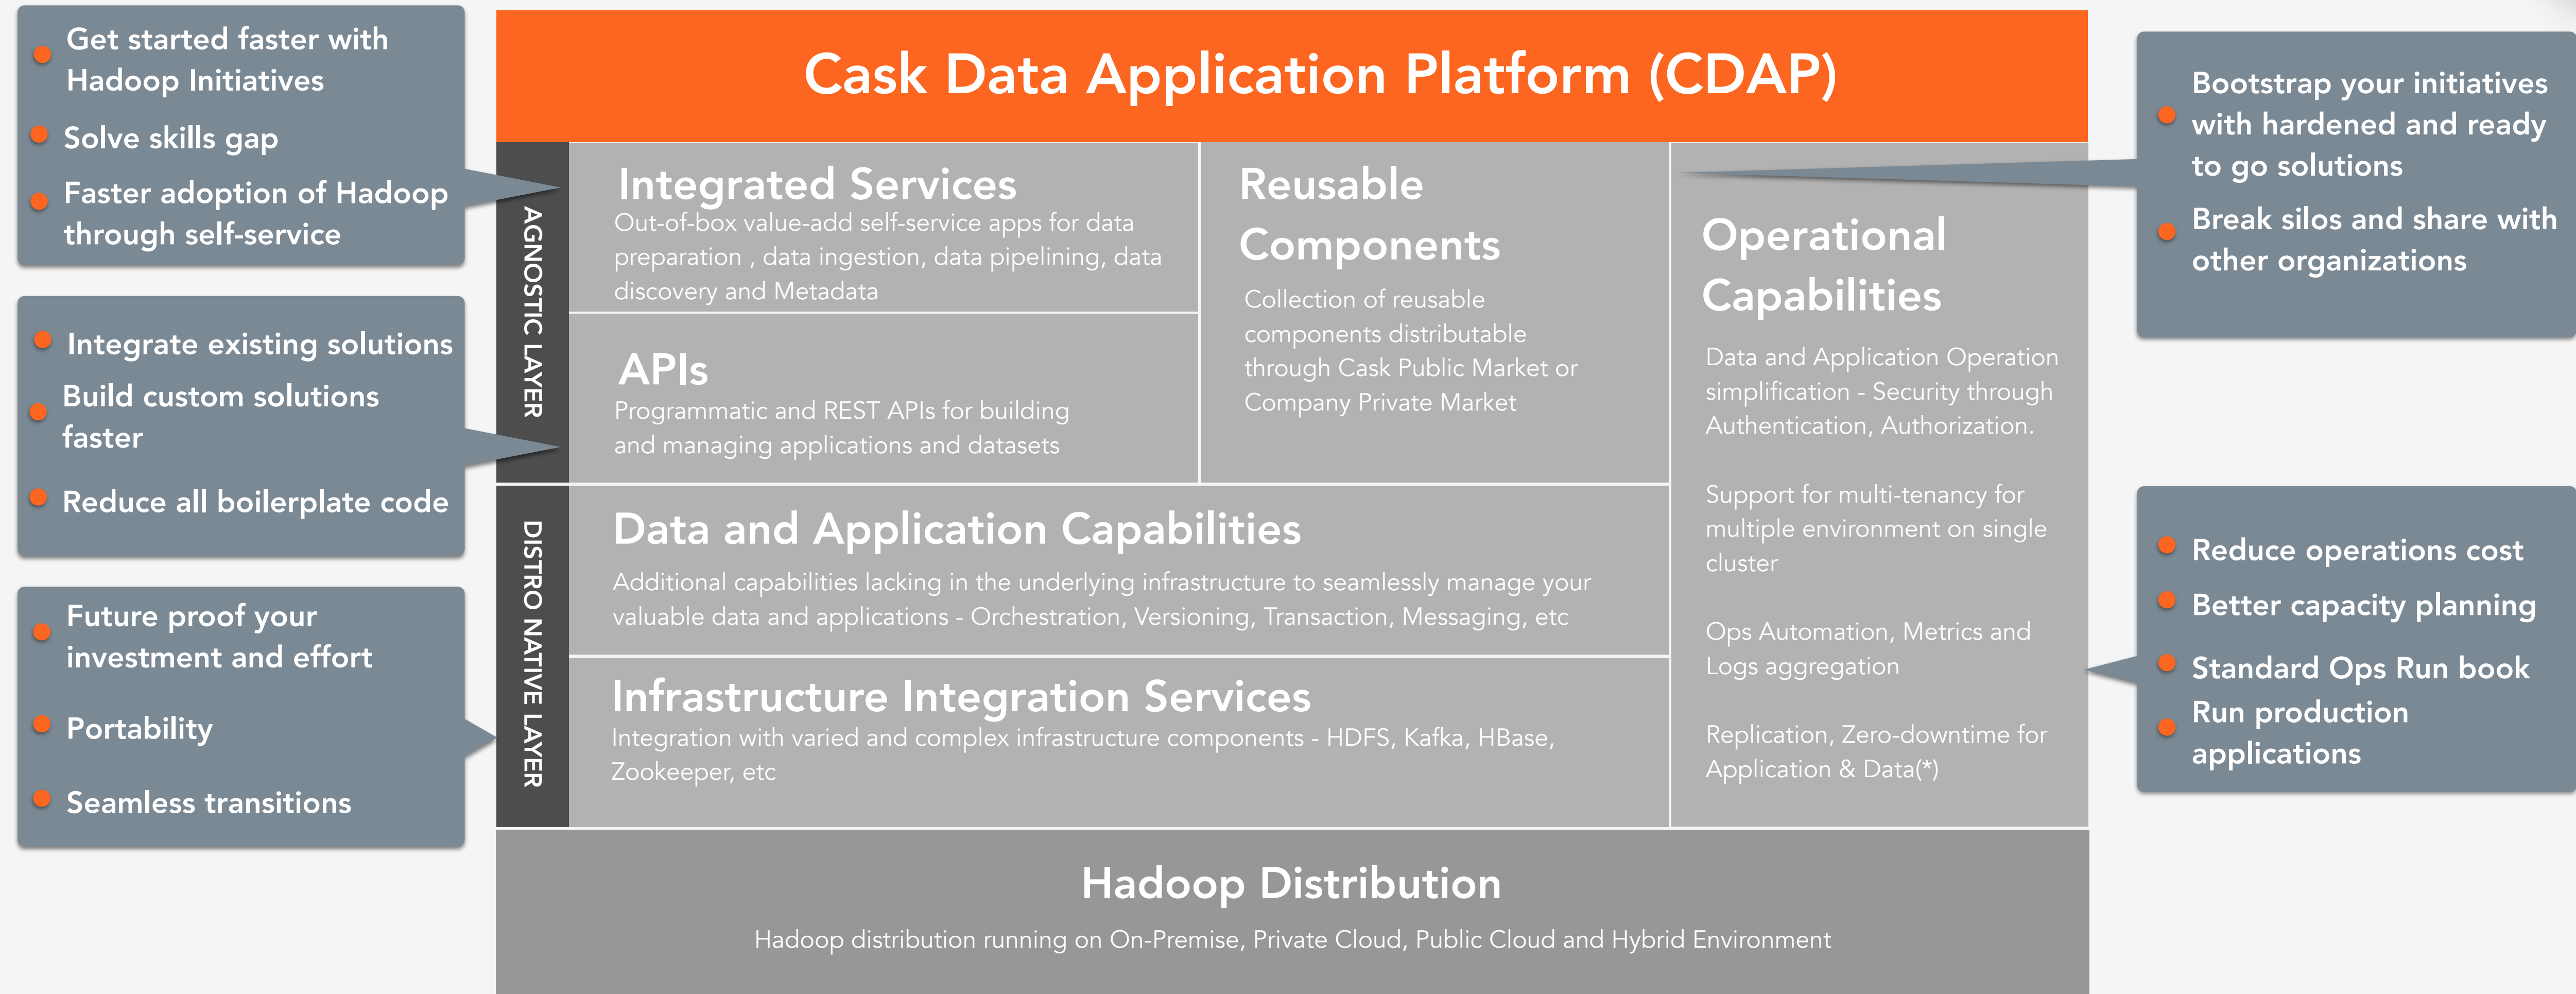 Get started faster with
Hadoop Initiatives
Solve skills gap
Faster adoption of Hadoop
through self-service
Integrate existing solutions
Build custom solutions
faster
Reduce all boilerplate code
Future proof your
investment and effort
Portability
Seamless transitions
Cask Data Application Platform (CDAP)
AGNOSTIC LAYER
Integrated Services
Out-of-box value-add self-service apps for data
preparation , data ingestion, data pipelining, data
discovery and Metadata
APIs
Programmatic and REST APIs for building
and managing applications and datasets
Reusable
Components
Collection of reusable
components distributable
through Cask Public Market or
Company Private Market
Operational
Capabilities
Data and Application Operation
simplification - Security through
Authentication, Authorization.
Support for multi-tenancy for
multiple environment on single
cluster
Ops Automation, Metrics and
Logs aggregation
Replication, Zero-downtime for
Application & Data(*)
DISTRO NATIVE LAYER
Data and Application Capabilities
Additional capabilities lacking in the underlying infrastructure to seamlessly manage your
valuable data and applications - Orchestration, Versioning, Transaction, Messaging, etc
Infrastructure Integration Services
Integration with varied and complex infrastructure components - HDFS, Kafka, HBase,
Zookeeper, etc
Hadoop Distribution
Hadoop distribution running on On-Premise, Private Cloud, Public Cloud and Hybrid Environment
Bootstrap your initiatives
with hardened and ready
to go solutions
Break silos and share with
other organizations
Reduce operations cost
Better capacity planning
Standard Ops Run book
Run production
applications